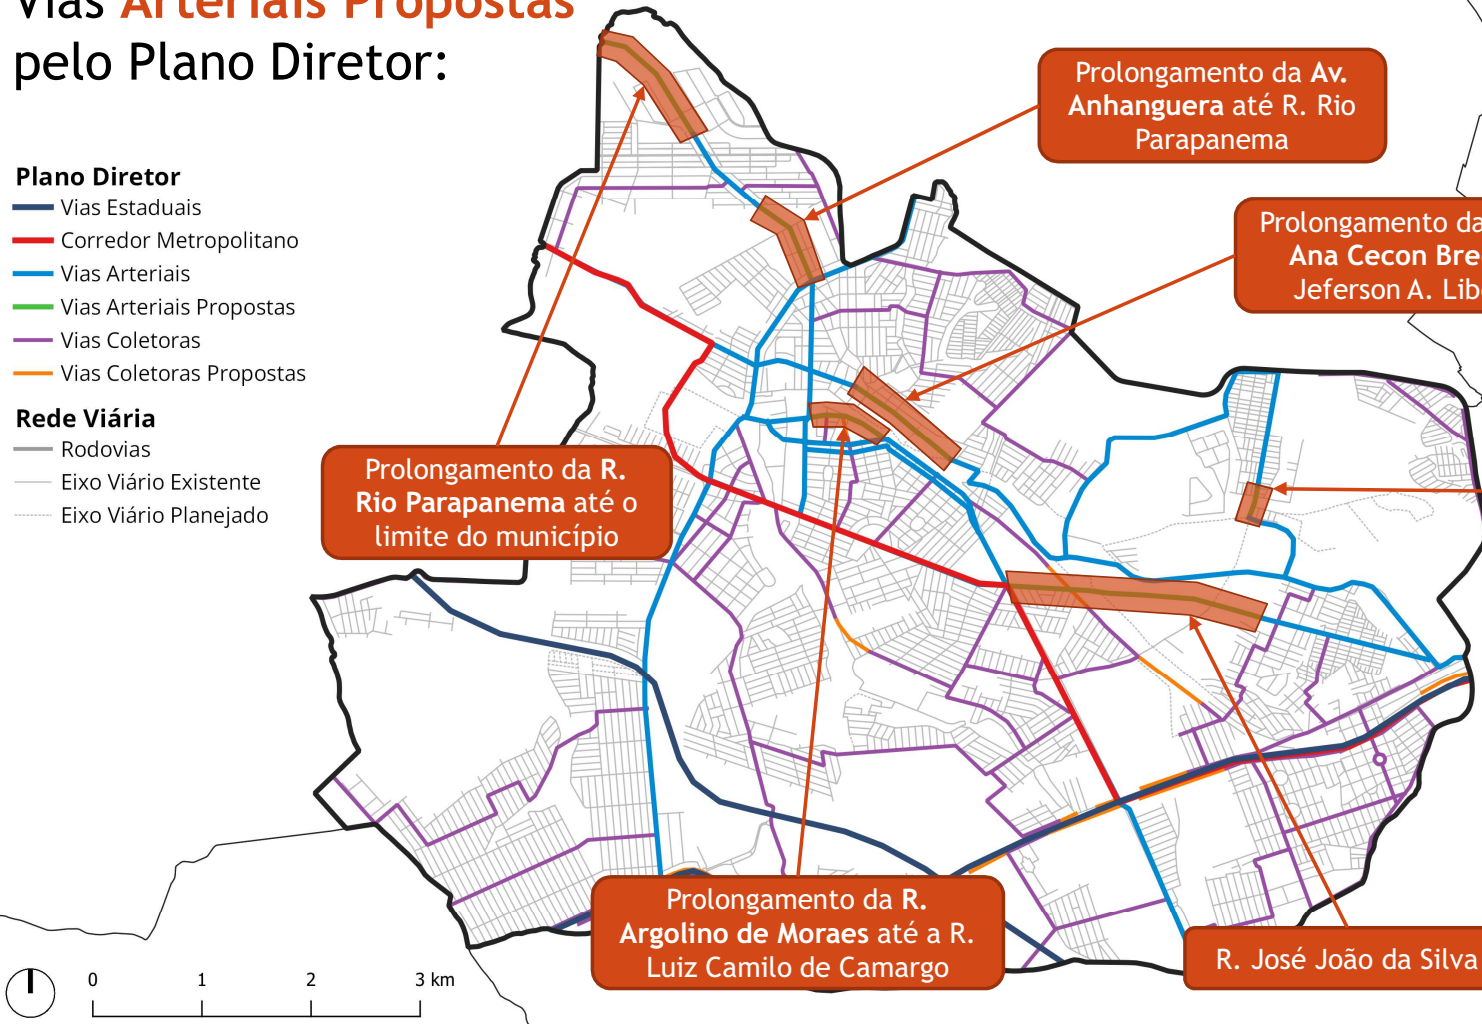 Vias Arteriais Propostas
pelo Plano Diretor:
Plano Diretor
Vias Estaduais
Corredor Metropolitano
Vias Arteriais
Vias Arteriais Propostas
Vias Coletoras
Vias Coletoras Propostas
Rede Viária
Rodovias
Eixo Viário Existente
Eixo Viário Planejado
Prolongamento da Av.
Anhanguera até R. Rio
Parapanema
Prolongamento da
Ana Cecon Bre
Jeferson A. Lib
Prolongamento da R.
Rio Parapanema até o
limite do município
Prolongamento da R.
Argolino de Moraes até a R.
Luiz Camilo de Camargo
R. José João da Silva
0 1 2 3 km